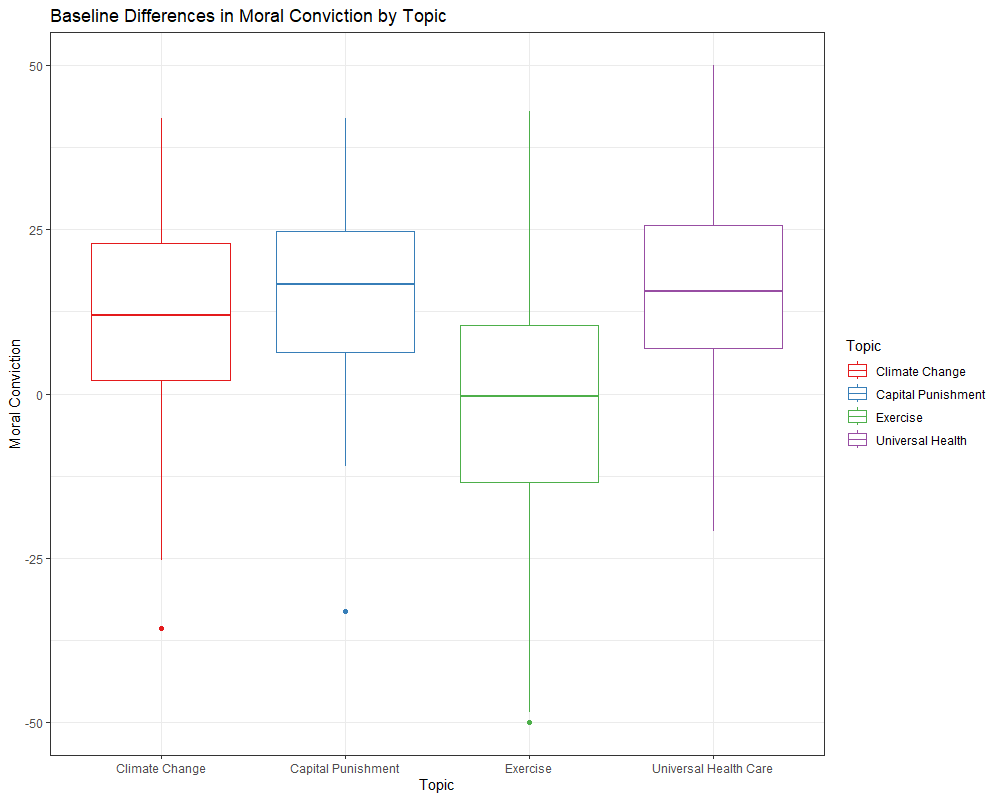 Baseline Differences in Moral Conviction by Topic
50
25
0
-25
-50
Moral Conviction
Climate Change
Capital Punishment
Exercise
Universal Health Care
Topic
Topic
Climate Change
Capital Punishment
Exercise
Universal Health